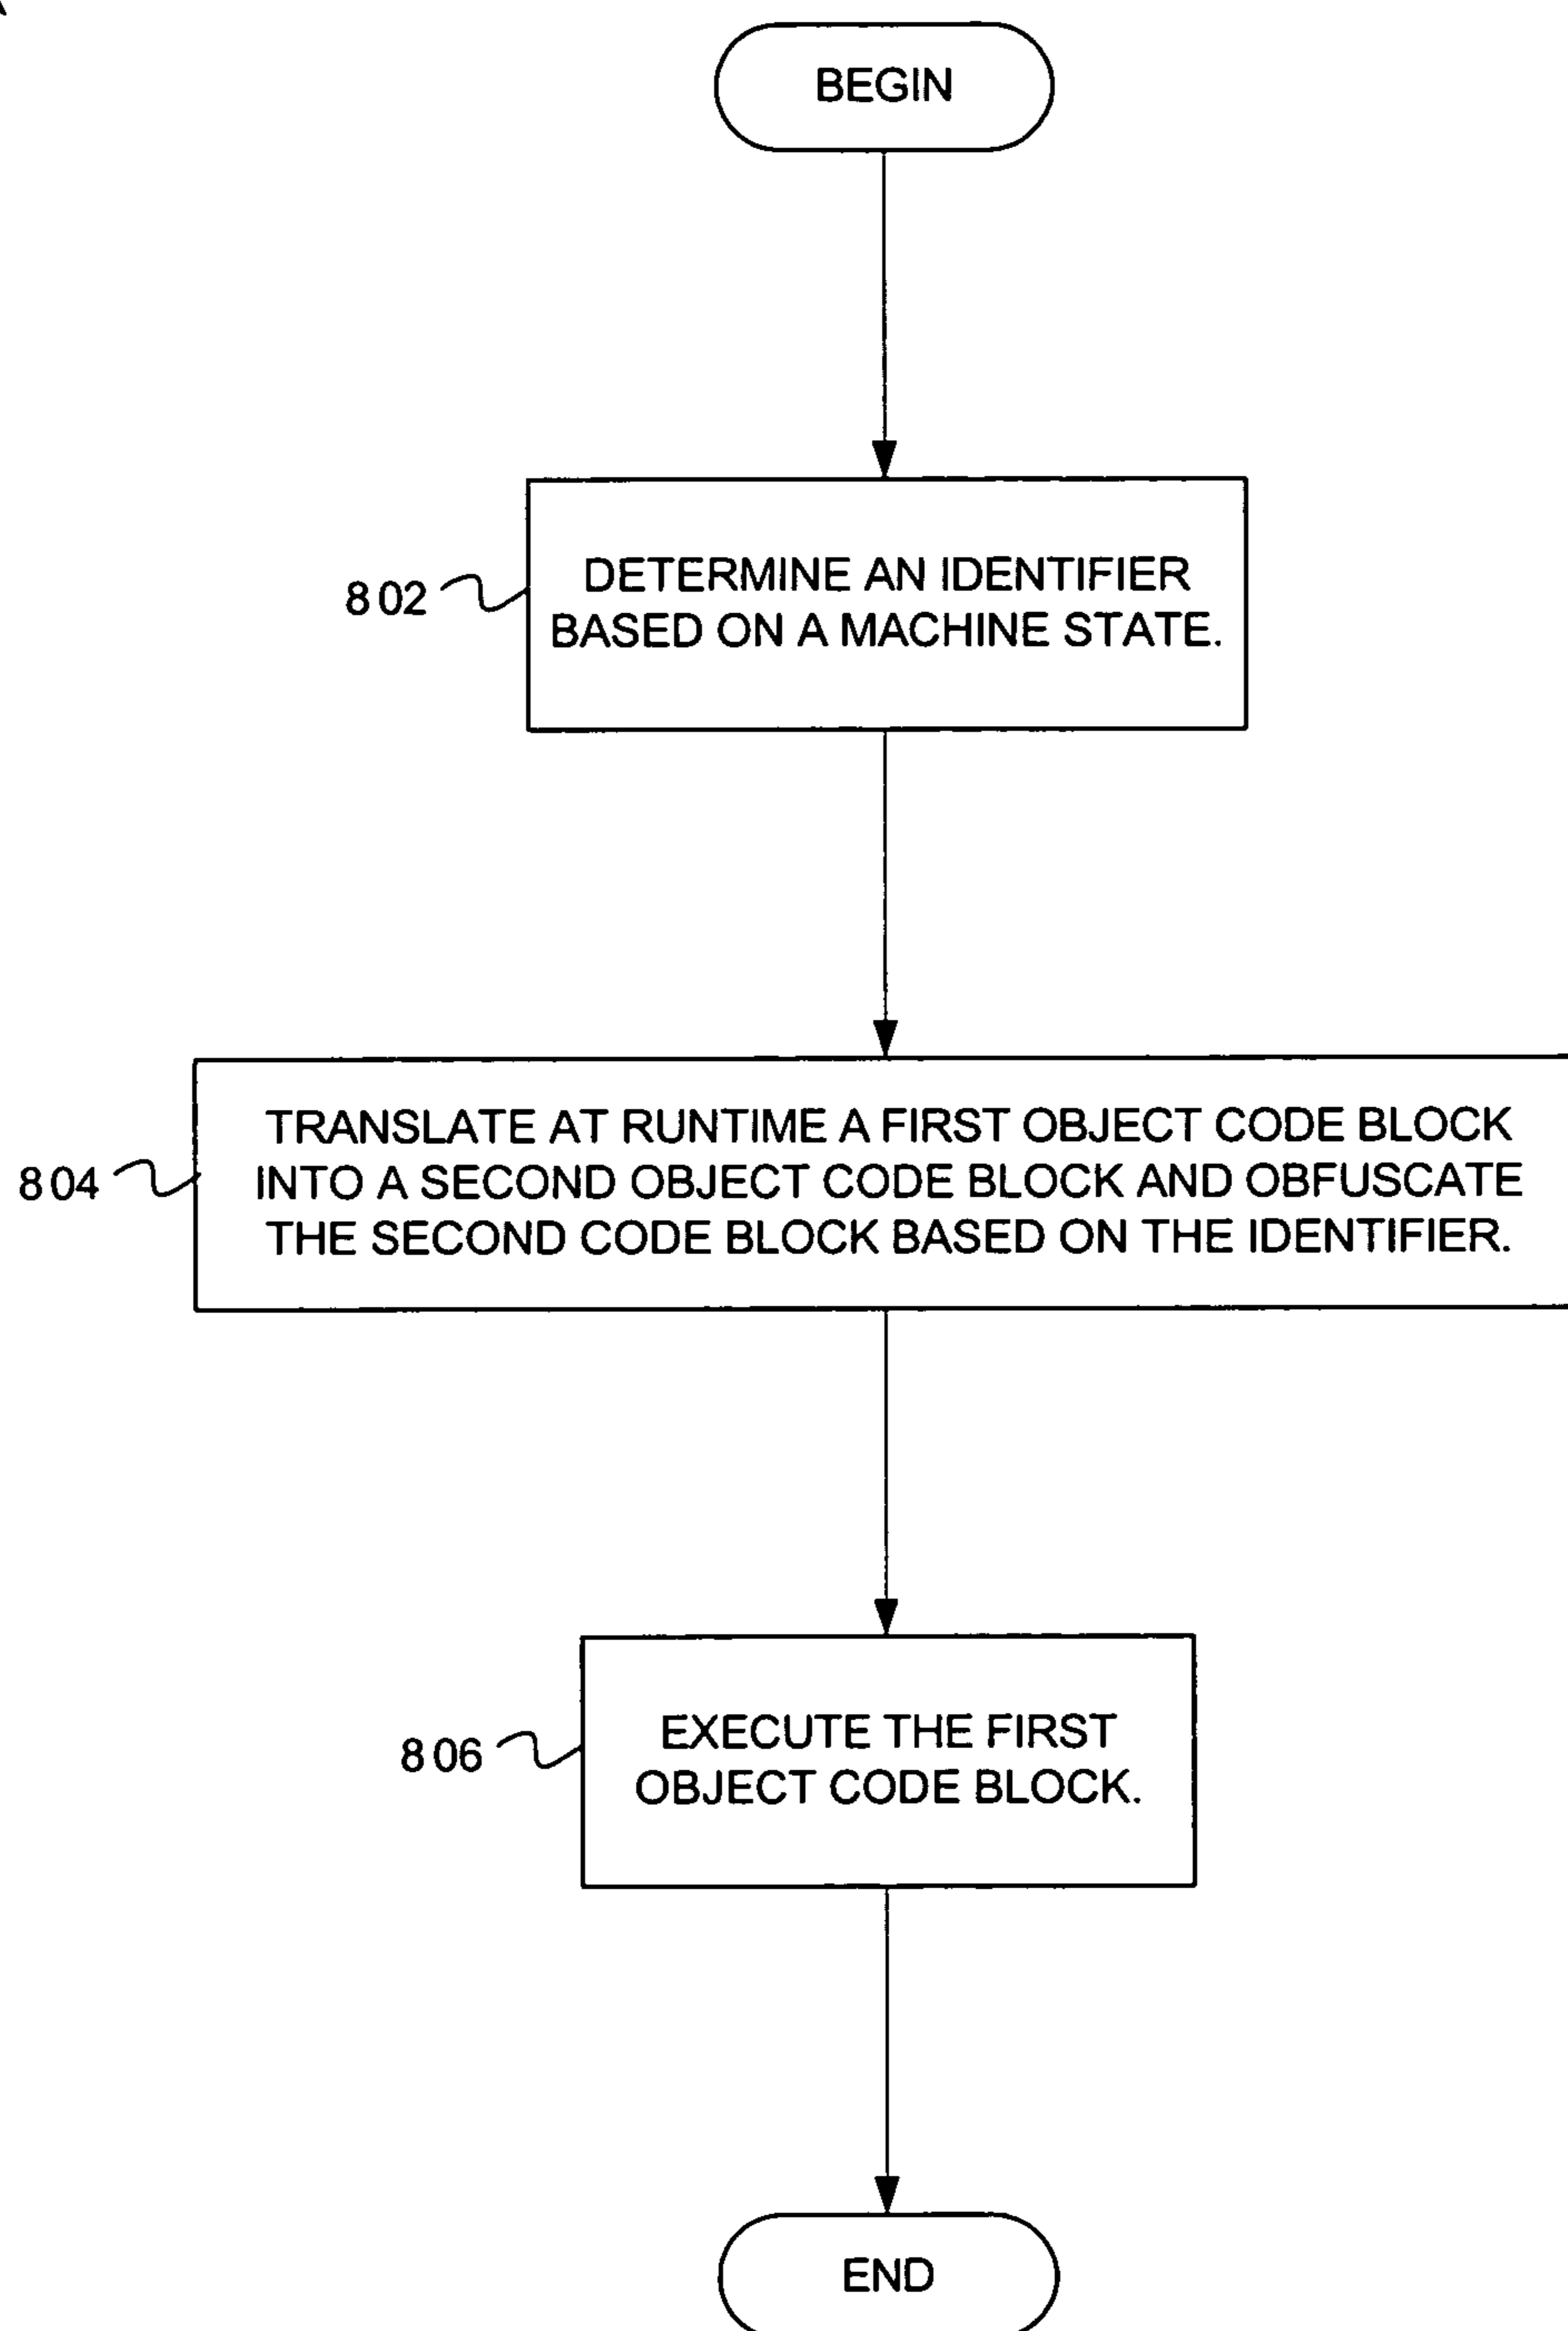 BEGIN
802
DETERMINE AN IDENTIFIER
BASED ON A MACHINE STATE.
804
TRANSLATE AT RUNTIME A FIRST OBJECT CODE BLOCK
INTO A SECOND OBJECT CODE BLOCK AND OBFUSCATE
THE SECOND CODE BLOCK BASED ON THE IDENTIFIER.
806
EXECUTE THE FIRST
OBJECT CODE BLOCK.
END